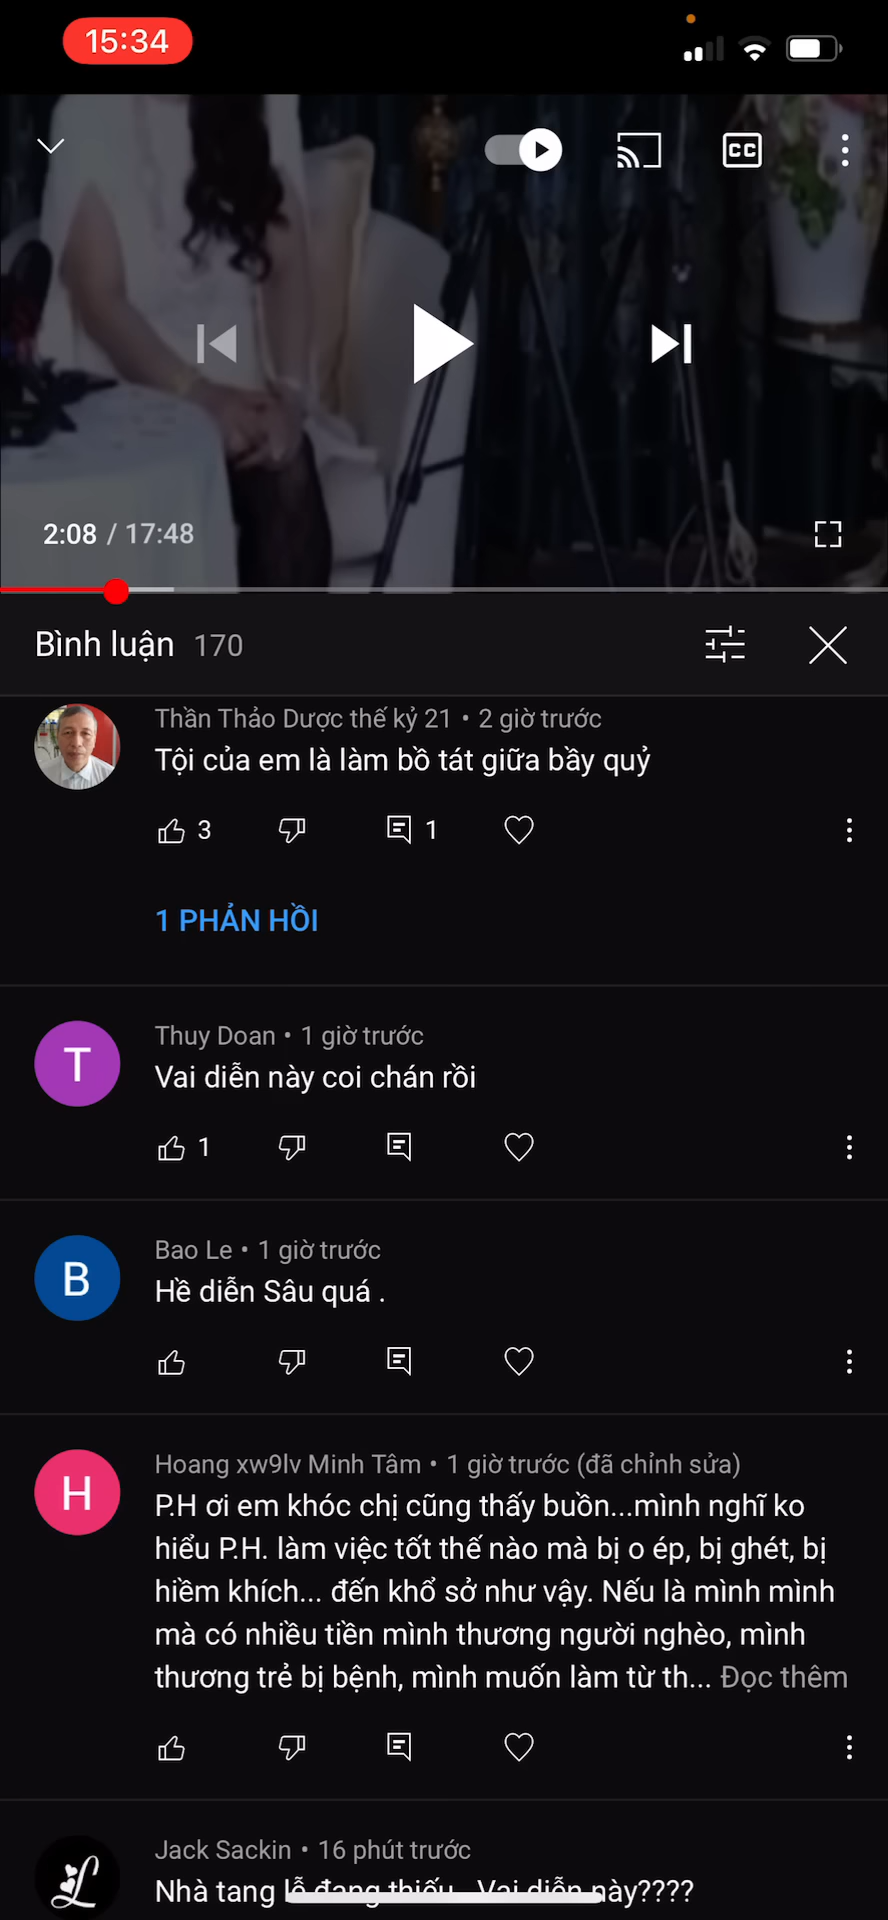 15:34
CC
2:08 / 17:48
Bình luận 170
Thần Thảo Dược thế kỷ 21 • 2 giờ trước
Tội của em là làm bồ tát giữa bầy quỷ
3 1
1 PHẢN HỒI
T
Thuy Doan • 1 giờ trước
Vai diễn này coi chán rồi
1
B
Bao Le • 1 giờ trước
Hề diễn Sâu quá .
H
Hoang xw9lv Minh Tâm • 1 giờ trước (đã chỉnh sửa)
P.H ơi em khóc chị cũng thấy buồn...mình nghĩ ko
hiểu P.H. làm việc tốt thế nào mà bị o ép, bị ghét, bị
hiềm khích... đến khổ sở như vậy. Nếu là mình mình
mà có nhiều tiền mình thương người nghèo, mình
thương trẻ bị bệnh, mình muốn làm từ th... Đọc thêm
L
Jack Sackin • 16 phút trước
Nhà tang lễ đang thiếu.. Vai diễn này????